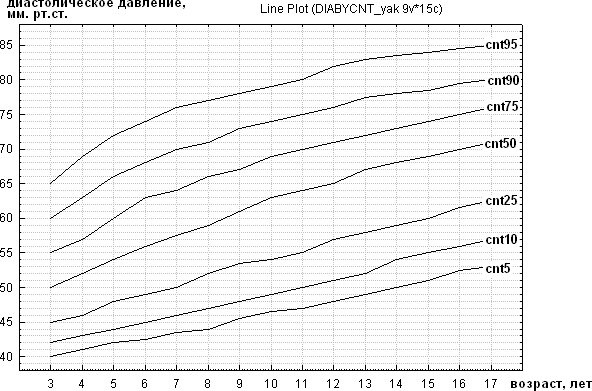 диастолическое давление,
мм. рт.ст.
Line Plot (DIABYCNT_yak 9v*15c)
85
80
75
70
65
60
55
50
45
40
cnt95
cnt90
cnt75
cnt50
cnt25
cnt10
cnt5
3 4 5 6 7 8 9 10 11 12 13 14 15 16 17 возраст, лет